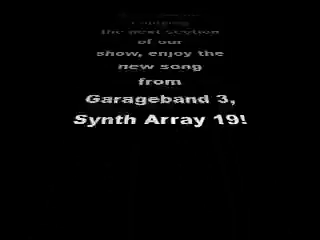 the next section
of our
show, enjoy the
new song
from
Garageband 3,
Synth Array 19!